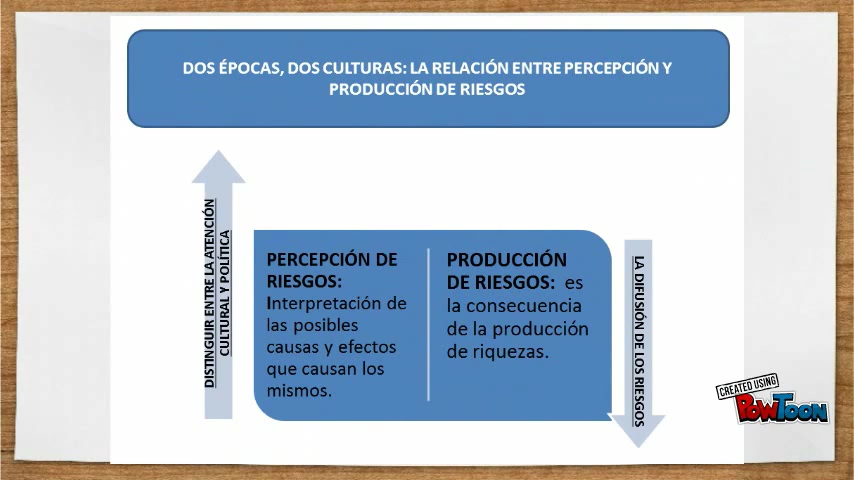 DOS ÉPOCAS, DOS CULTURAS: LA RELACIÓN ENTRE PERCEPCIÓN Y
PRODUCCIÓN DE RIESGOS
DISTINGUIR ENTRE LA ATENCIÓN
CULTURAL Y POLÍTICA
PERCEPCIÓN DE
RIESGOS:
Interpretación de
las posibles
causas y efectos
que causan los
mismos.
PRODUCCIÓN
DE RIESGOS: es
la consecuencia
de la producción
de riquezas.
LA DIFUSIÓN DE LOS RIESGOS
CREATED USING
POWTOON